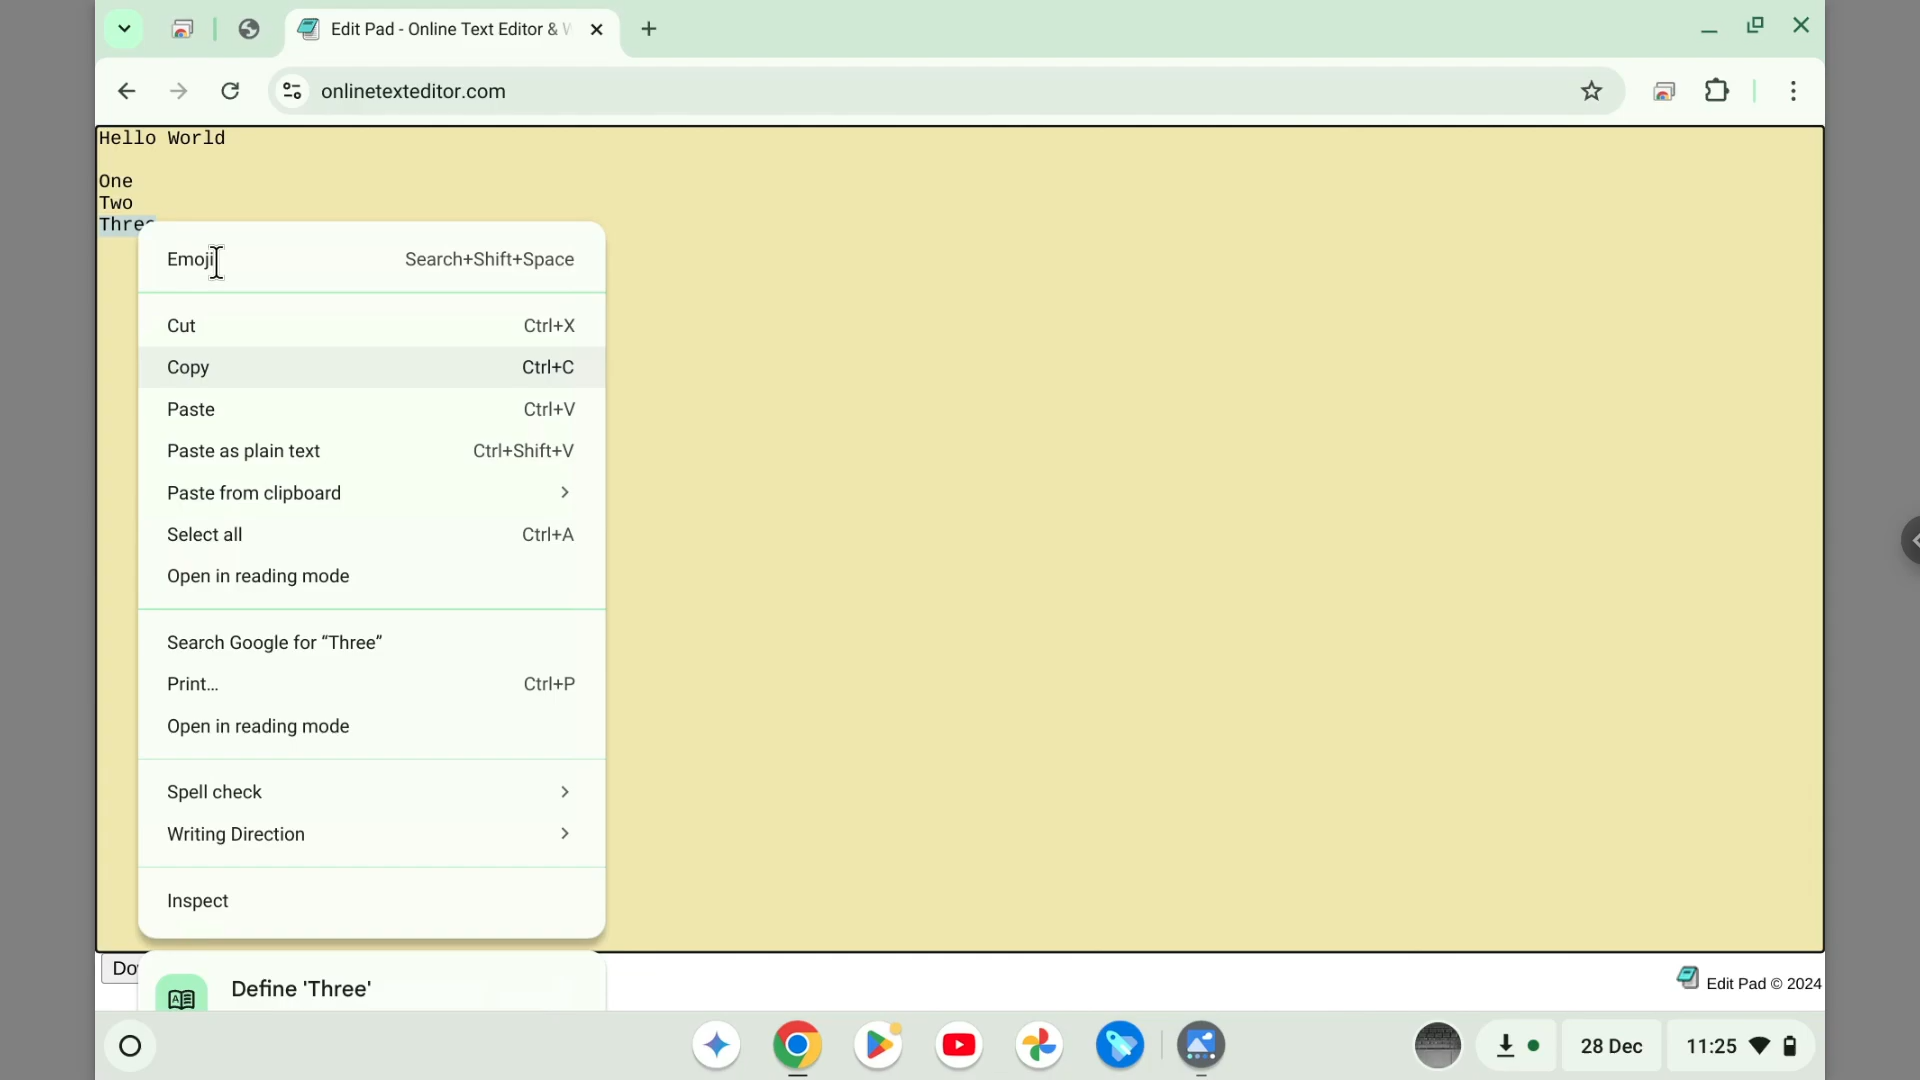 Edit Pad - Online Text Editor & W
onlinetexteditor.com
Hello World
One
Two
Three
Emoji Search+Shift+Space
Cut Ctrl+X
Copy Ctrl+C
Paste Ctrl+V
Paste as plain text Ctrl+Shift+V
Paste from clipboard
Select all Ctrl+A
Open in reading mode
Search Google for “Three”
Print… Ctrl+P
Open in reading mode
Spell check
Writing Direction
Inspect
Do
Define 'Three'
Edit Pad © 2024
28 Dec
11:25